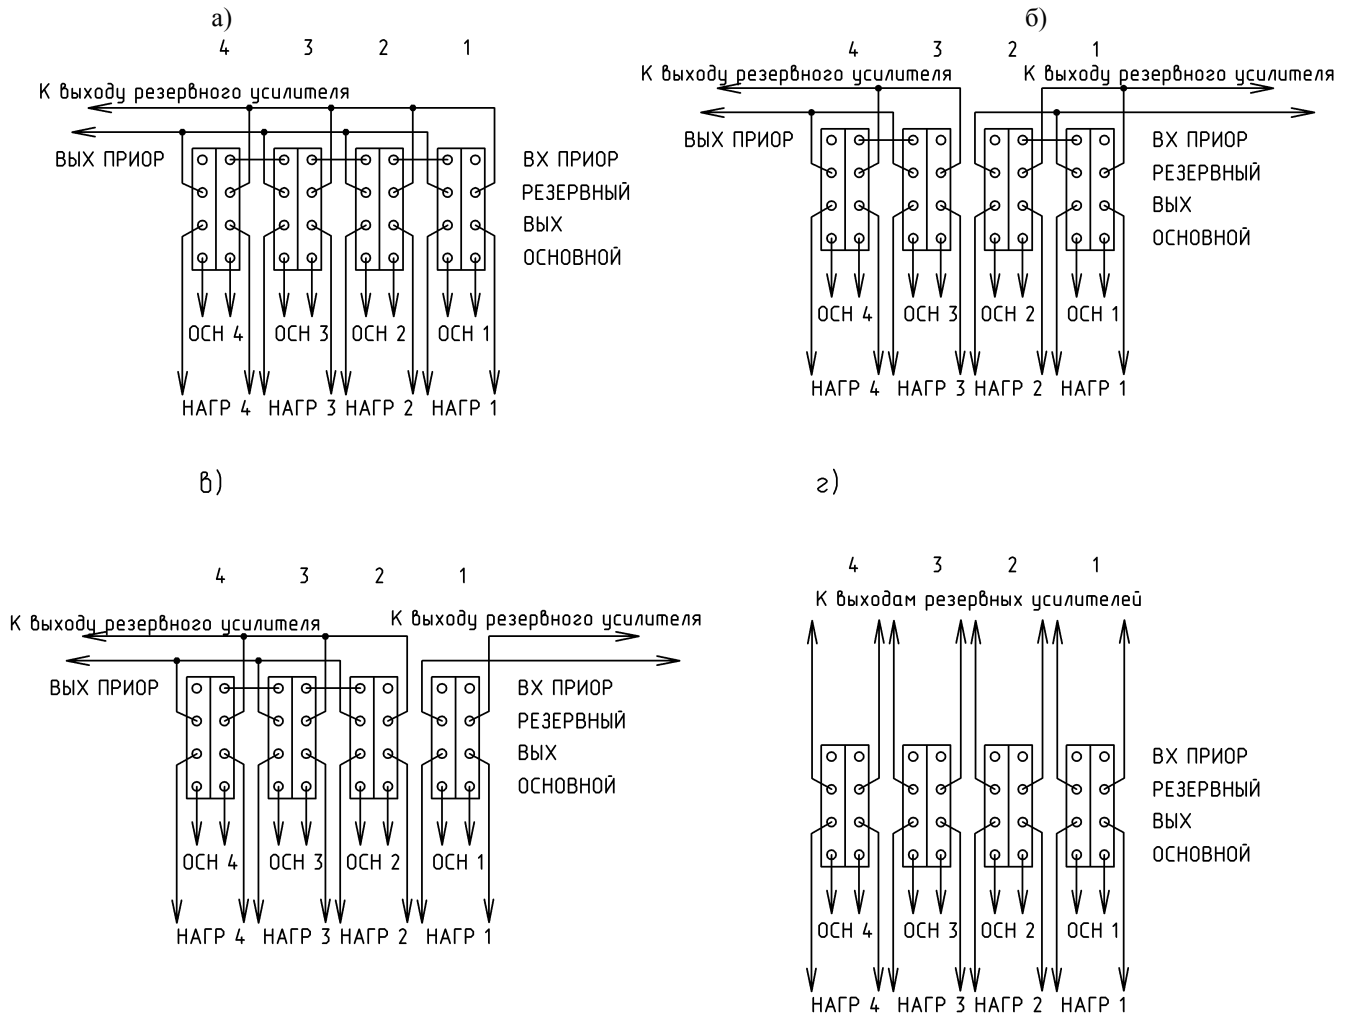 а)
4 3 2 1
К выходу резервного усилителя
ВЫХ ПРИОР
ВХ ПРИОР
РЕЗЕРВНЫЙ
ВЫХ
ОСНОВНОЙ
ОСН 4 ОСН 3 ОСН 2 ОСН 1
НАГР 4 НАГР 3 НАГР 2 НАГР 1
б)
4 3 2 1
К выходу резервного усилителя К выходу резервного усилителя
ВЫХ ПРИОР
ВХ ПРИОР
РЕЗЕРВНЫЙ
ВЫХ
ОСНОВНОЙ
ОСН 4 ОСН 3 ОСН 2 ОСН 1
НАГР 4 НАГР 3 НАГР 2 НАГР 1
в)
4 3 2 1
К выходу резервного усилителя К выходу резервного усилителя
ВЫХ ПРИОР
ВХ ПРИОР
РЕЗЕРВНЫЙ
ВЫХ
ОСНОВНОЙ
ОСН 4 ОСН 3 ОСН 2 ОСН 1
НАГР 4 НАГР 3 НАГР 2 НАГР 1
г)
4 3 2 1
К выходам резервных усилителей
ВХ ПРИОР
РЕЗЕРВНЫЙ
ВЫХ
ОСНОВНОЙ
ОСН 4 ОСН 3 ОСН 2 ОСН 1
НАГР 4 НАГР 3 НАГР 2 НАГР 1